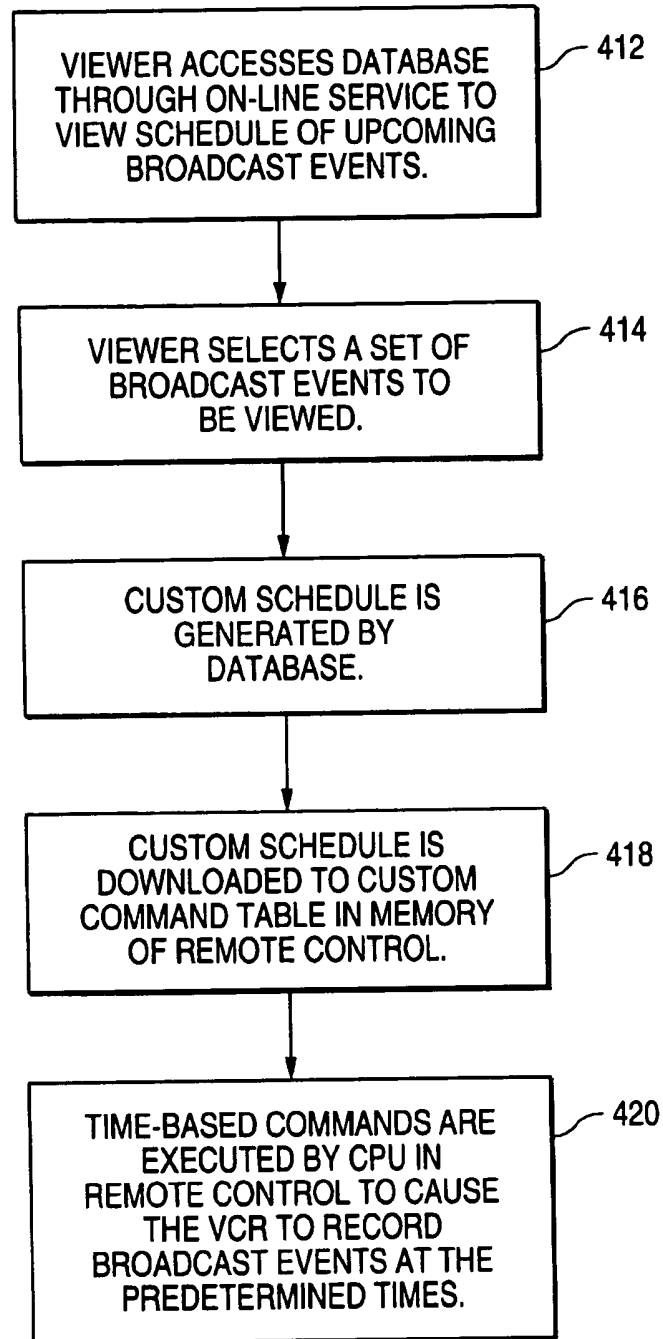 VIEWER ACCESSES DATABASE
THROUGH ON-LINE SERVICE TO
VIEW SCHEDULE OF UPCOMING
BROADCAST EVENTS.
412
VIEWER SELECTS A SET OF
BROADCAST EVENTS TO
BE VIEWED.
414
CUSTOM SCHEDULE IS
GENERATED BY
DATABASE.
416
CUSTOM SCHEDULE IS
DOWNLOADED TO CUSTOM
COMMAND TABLE IN MEMORY
OF REMOTE CONTROL.
418
TIME-BASED COMMANDS ARE
EXECUTED BY CPU IN
REMOTE CONTROL TO CAUSE
THE VCR TO RECORD
BROADCAST EVENTS AT THE
PREDETERMINED TIMES.
420